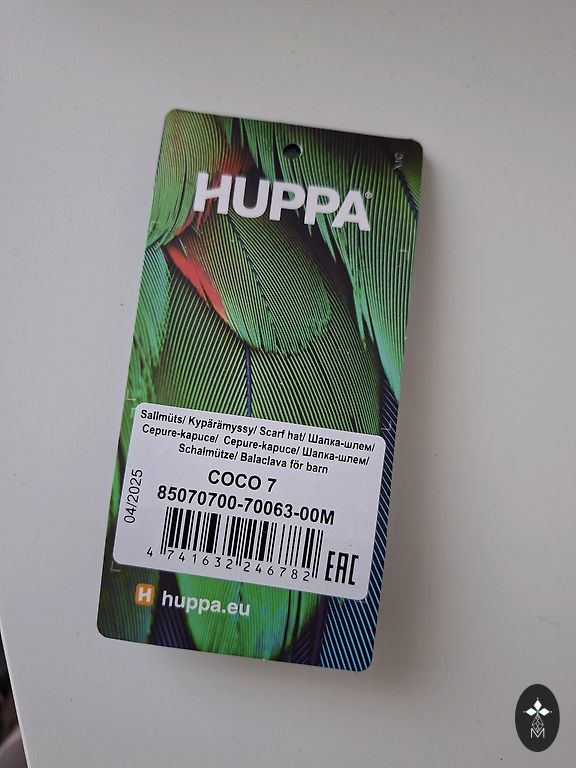 HUPPA®
Sallmüts/ Kypärämyssy/ Scarf hat/ Шапка-шлем/
Cepure-kapuce/ Cepure-kapuce/ Шапка-шлем/
Schalmütze/ Balaclava för barn
COCO 7
85070700-70063-00M
04/2025
4 741632 246782
EAC
huppa.eu